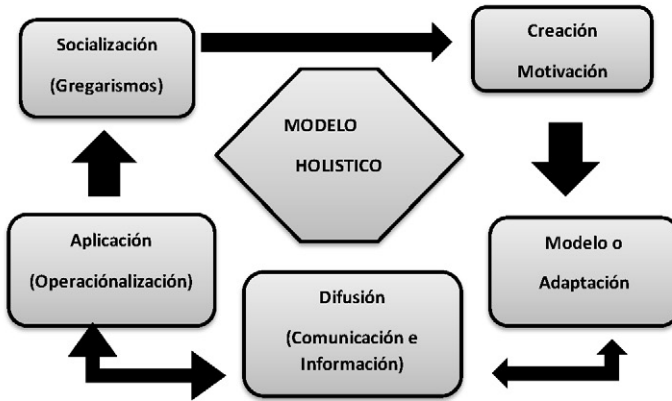 Socialización
(Gregarismos)
Creación
Motivación
MODELO
HOLISTICO
Aplicación
(Operaciónalización)
Modelo o
Adaptación
Difusión
(Comunicación e
Información)